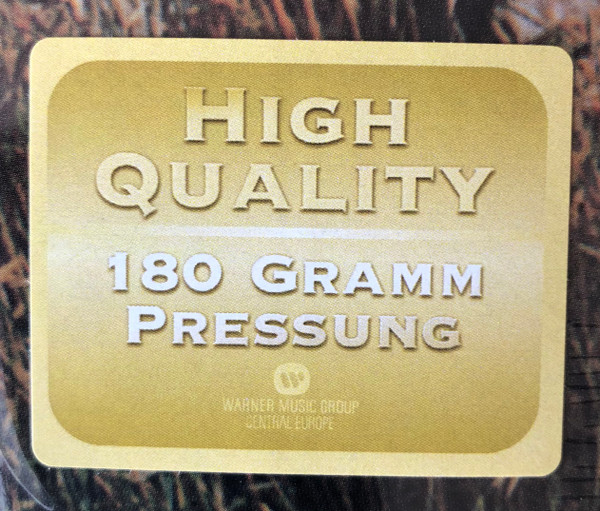 HIGH
QUALITY
180 GRAMM
PRESSUNG
WARNER MUSIC GROUP
CENTRAL EUROPE